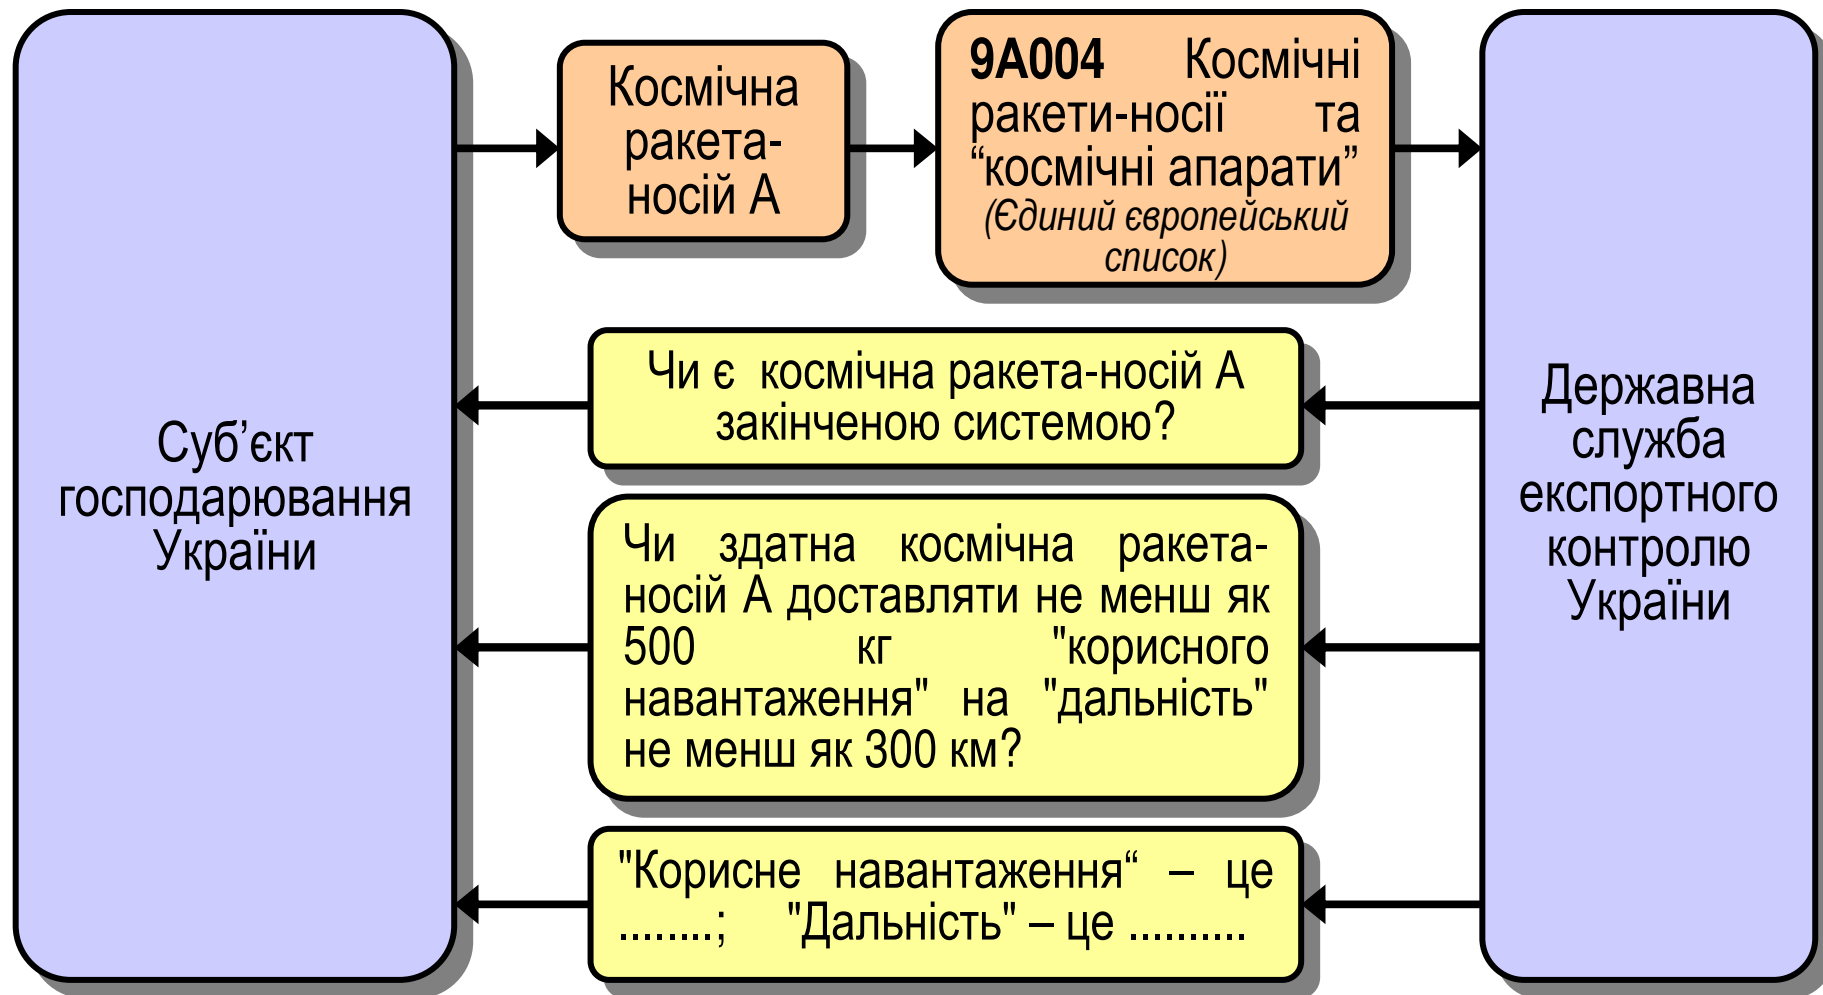 Суб’єкт
господарювання
України
Космічна
ракета-
носій А
9А004 Космічні
ракети-носії та
“космічні апарати”
(Єдиний європейський
список)
Чи є космічна ракета-носій А
закінченою системою?
Чи здатна космічна ракета-
носій А доставляти не менш як
500 кг "корисного
навантаження" на "дальність"
не менш як 300 км?
"Корисне навантаження“ – це
........; "Дальність" – це ..........
Державна
служба
експортного
контролю
України